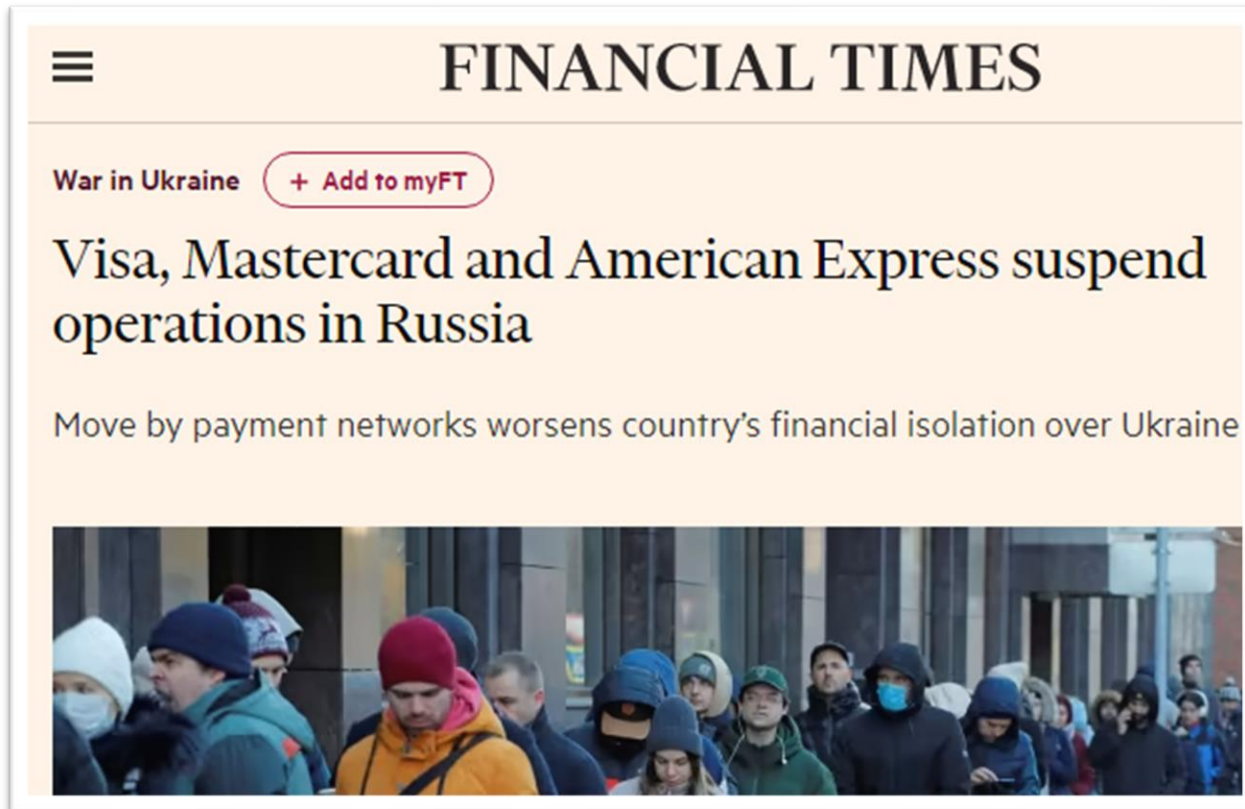 FINANCIAL TIMES
War in Ukraine
+ Add to myFT
Visa, Mastercard and American Express suspend
operations in Russia
Move by payment networks worsens country’s financial isolation over Ukraine